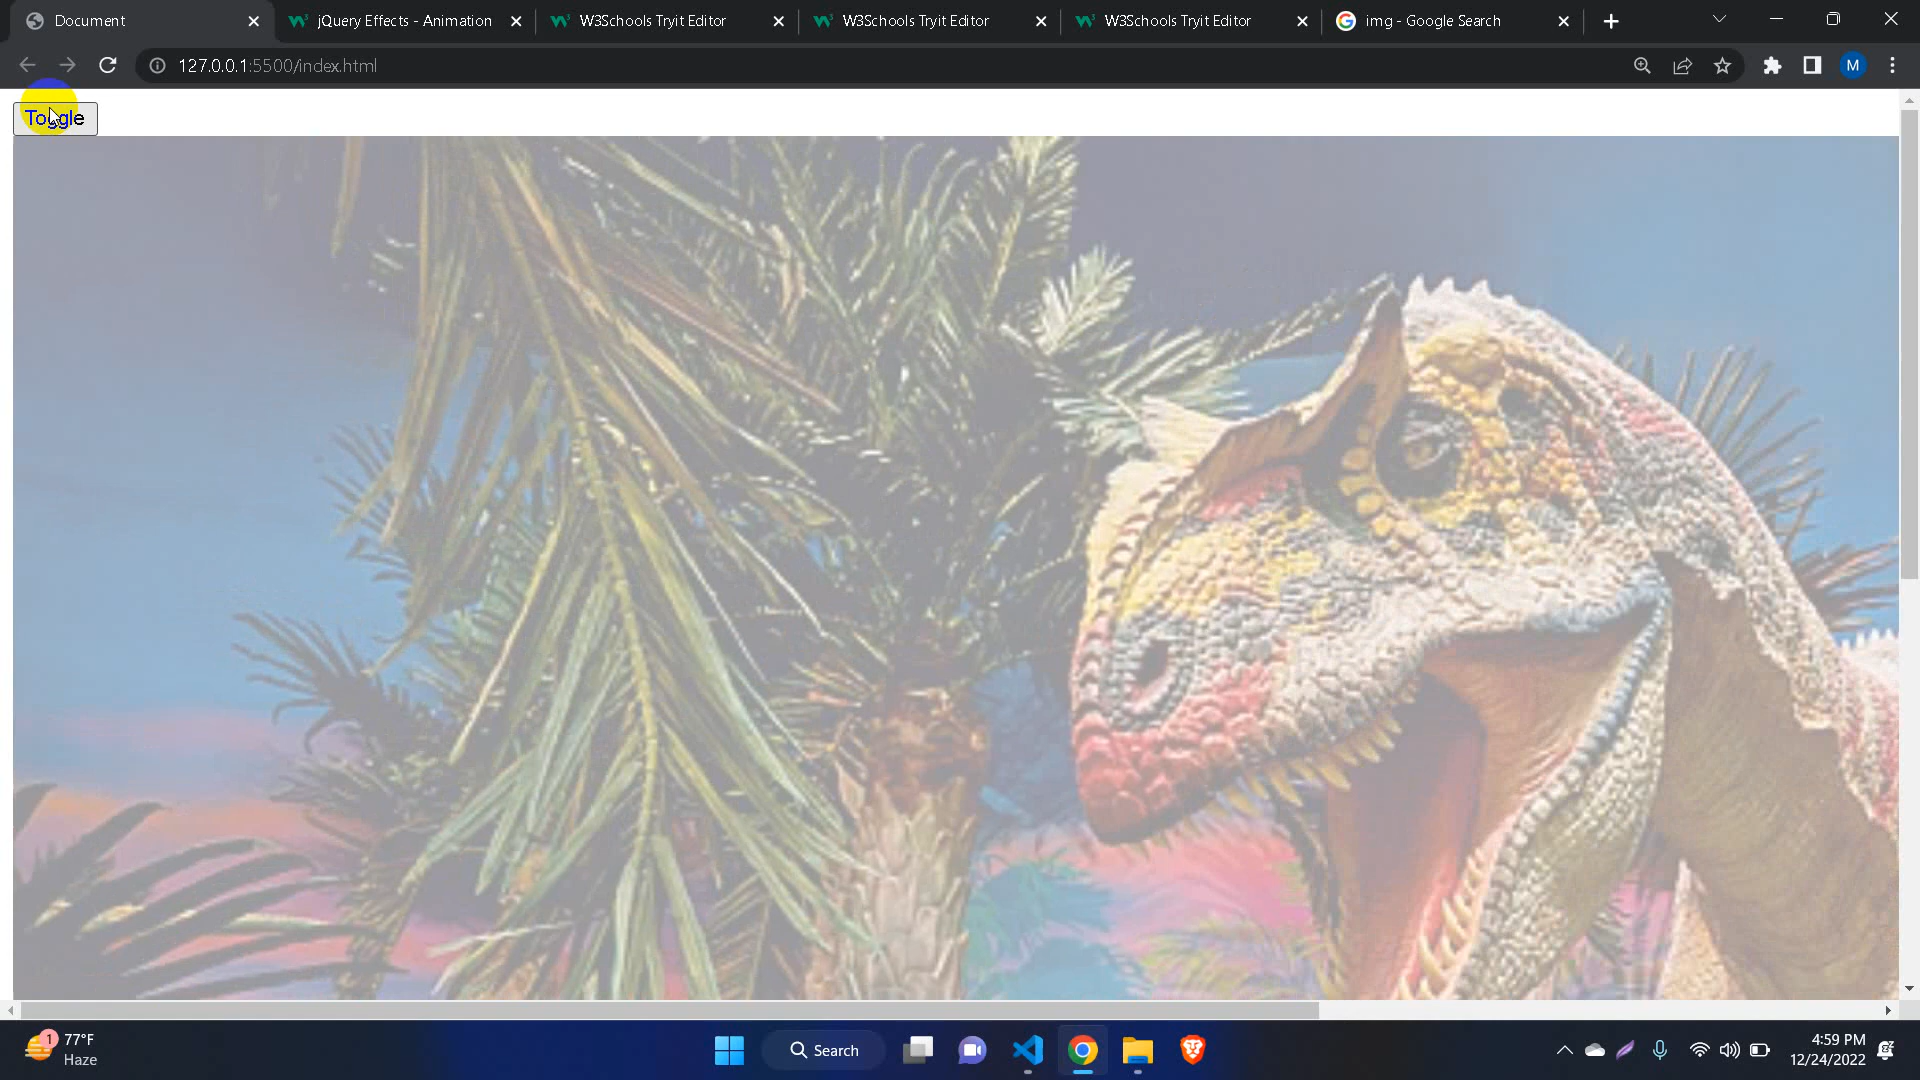 Document
jQuery Effects - Animation
W3Schools Tryit Editor
W3Schools Tryit Editor
W3Schools Tryit Editor
img - Google Search
127.0.0.1:5500/index.html
M
Toggle
1
77°F
Haze
Search
4:59 PM
12/24/2022